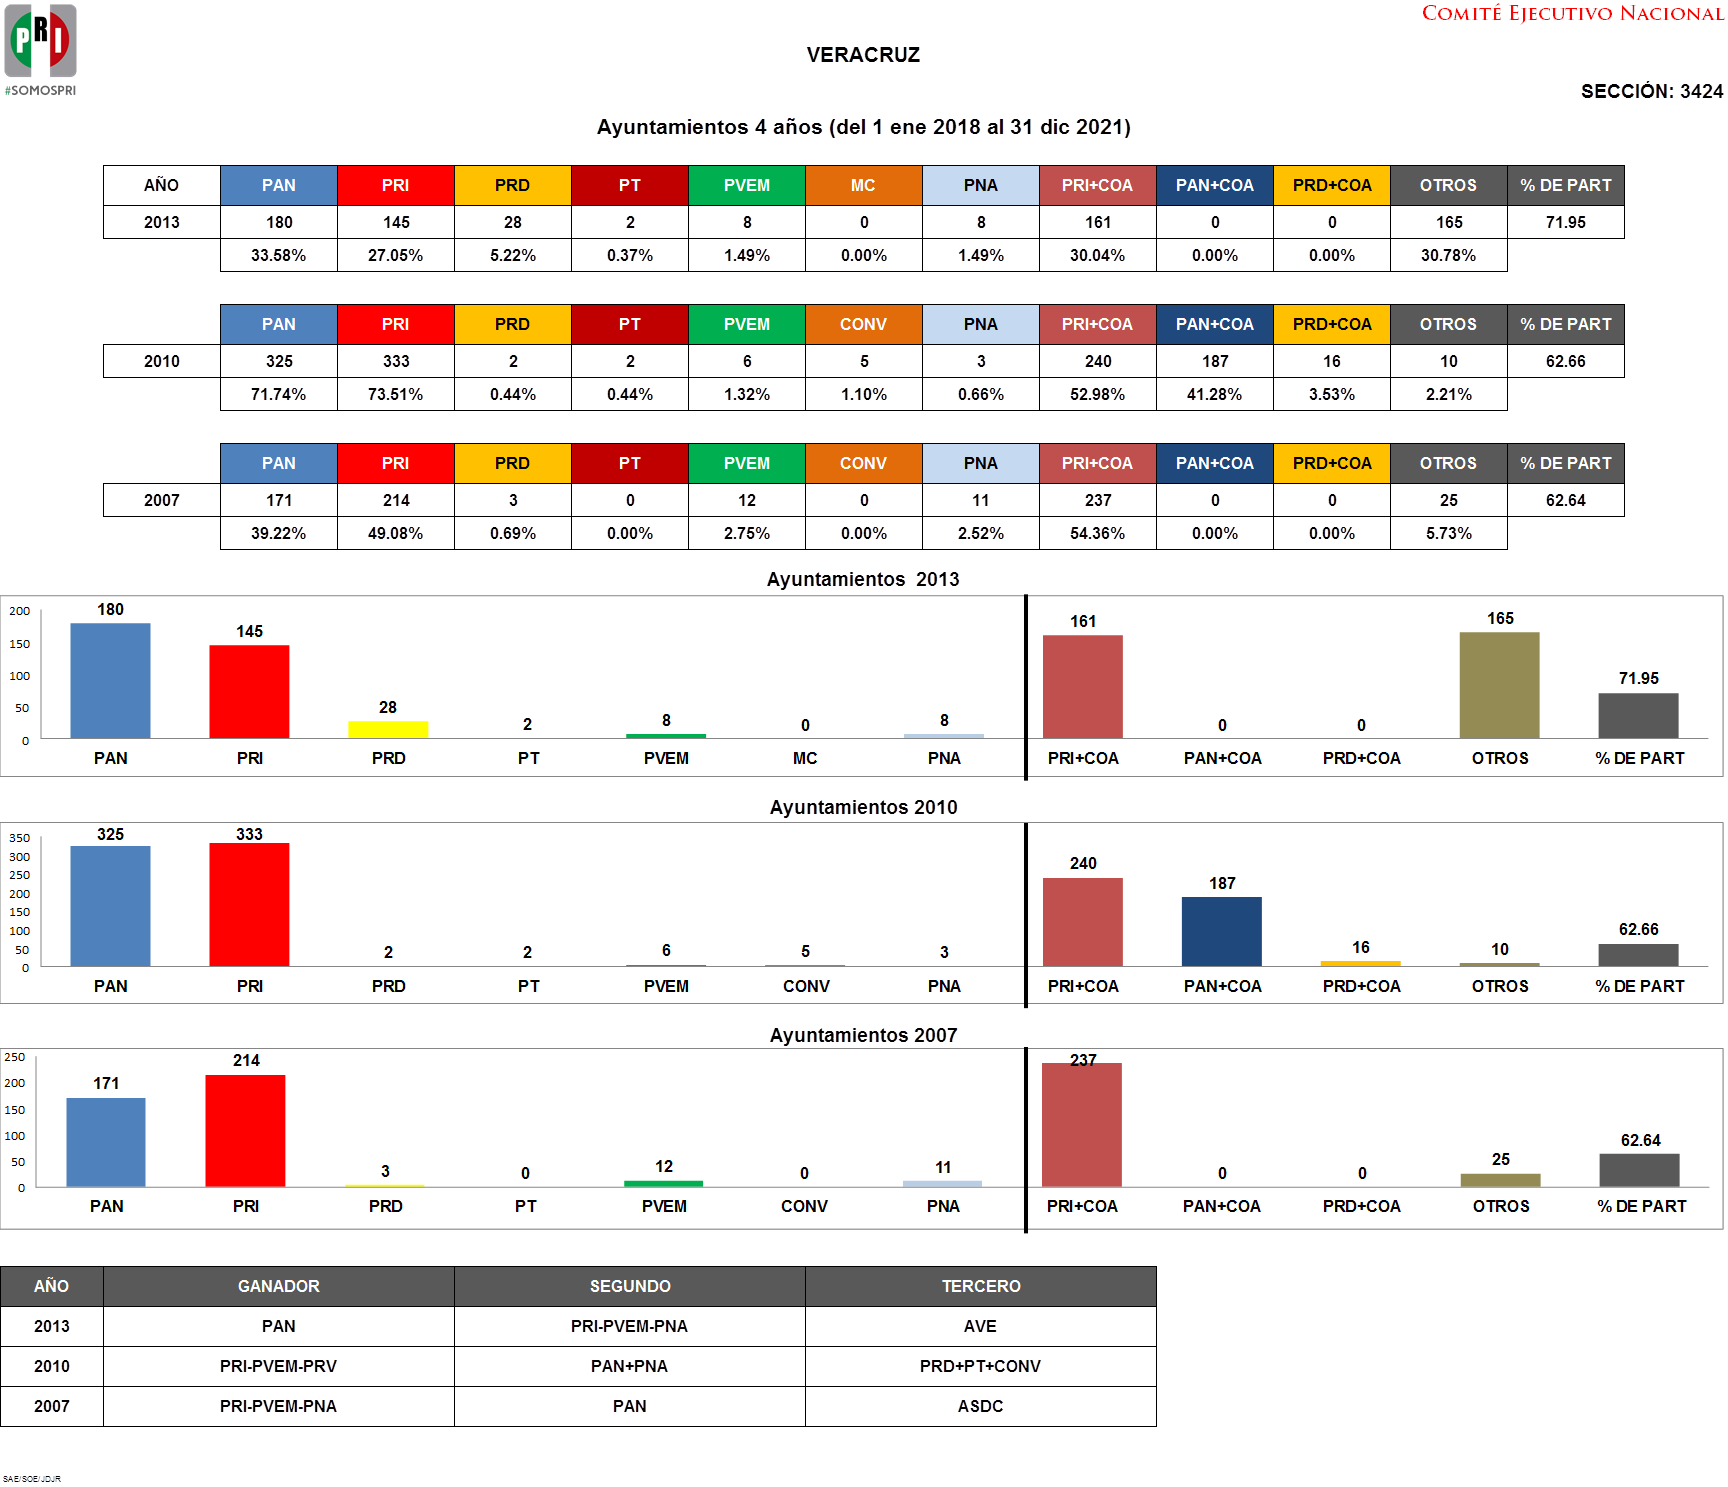 PRI
#SOMOSPRI
COMITÉ EJECUTIVO NACIONAL
VERACRUZ
SECCIÓN: 3424
Ayuntamientos 4 años (del 1 ene 2018 al 31 dic 2021)
AÑO PAN PRI PRD PT PVEM MC PNA PRI+COA PAN+COA PRD+COA OTROS % DE PART
2013 180 145 28 2 8 0 8 161 0 0 165 71.95
33.58% 27.05% 5.22% 0.37% 1.49% 0.00% 1.49% 30.04% 0.00% 0.00% 30.78%
PAN PRI PRD PT PVEM CONV PNA PRI+COA PAN+COA PRD+COA OTROS % DE PART
2010 325 333 2 2 6 5 3 240 187 16 10 62.66
71.74% 73.51% 0.44% 0.44% 1.32% 1.10% 0.66% 52.98% 41.28% 3.53% 2.21%
PAN PRI PRD PT PVEM CONV PNA PRI+COA PAN+COA PRD+COA OTROS % DE PART
2007 171 214 3 0 12 0 11 237 0 0 25 62.64
39.22% 49.08% 0.69% 0.00% 2.75% 0.00% 2.52% 54.36% 0.00% 0.00% 5.73%
Ayuntamientos 2013
200
150
100
50
0
180 145 28 2 8 0 8 161 0 0 165 71.95
PAN PRI PRD PT PVEM MC PNA PRI+COA PAN+COA PRD+COA OTROS % DE PART
Ayuntamientos 2010
350
300
250
200
150
100
50
0
325 333 2 2 6 5 3 240 187 16 10 62.66
PAN PRI PRD PT PVEM CONV PNA PRI+COA PAN+COA PRD+COA OTROS % DE PART
Ayuntamientos 2007
250
200
150
100
50
0
171 214 3 0 12 0 11 237 0 0 25 62.64
PAN PRI PRD PT PVEM CONV PNA PRI+COA PAN+COA PRD+COA OTROS % DE PART
AÑO GANADOR SEGUNDO TERCERO
2013 PAN PRI-PVEM-PNA AVE
2010 PRI-PVEM-PRV PAN+PNA PRD+PT+CONV
2007 PRI-PVEM-PNA PAN ASDC
SAE/SOE/JDJR